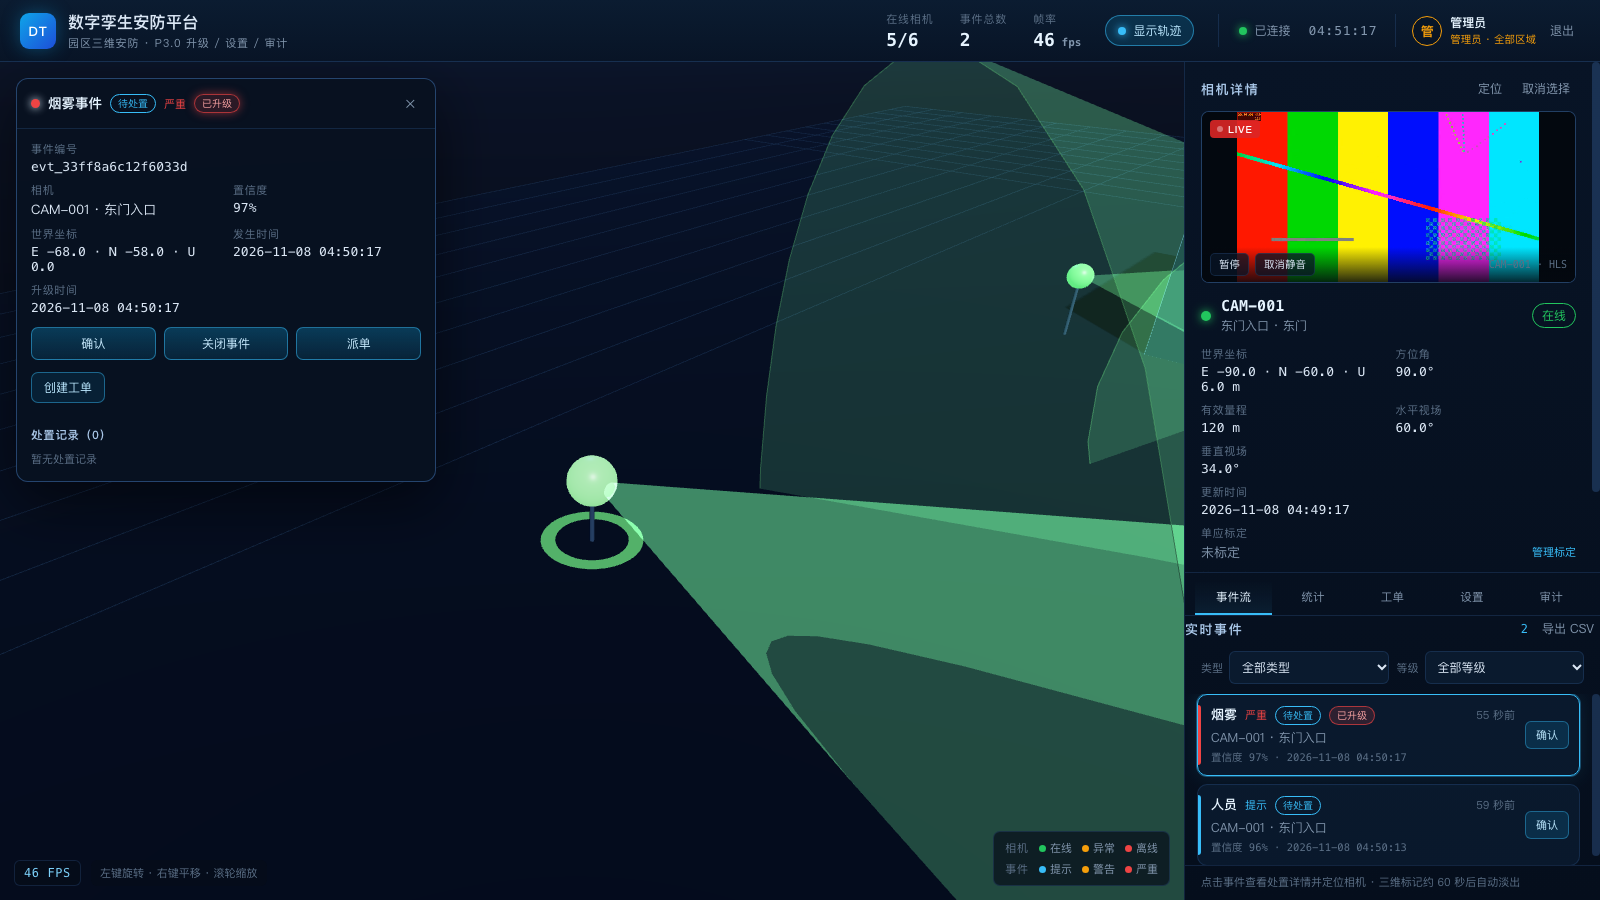 DT
数字孪生安防平台
园区三维安防 · P3.0 升级 / 设置 / 审计
在线相机
5/6
事件总数
2
帧率
46 fps
显示轨迹
已连接
04:51:17
管
管理员
管理员 · 全部区域
退出
烟雾事件
待处置
严重
已升级
×
事件编号
evt_33ff8a6c12f6033d
相机
CAM-001 · 东门入口
置信度
97%
世界坐标
E -68.0 · N -58.0 · U
0.0
发生时间
2026-11-08 04:50:17
升级时间
2026-11-08 04:50:17
确认
关闭事件
派单
创建工单
处置记录 (0)
暂无处置记录
46 FPS
左键旋转 · 右键平移 · 滚轮缩放
相机 在线 异常 离线
事件 提示 警告 严重
相机详情
定位
取消选择
LIVE
暂停
取消静音
CAM-001 · HLS
CAM-001
东门入口 · 东门
在线
世界坐标
E -90.0 · N -60.0 · U
6.0 m
方位角
90.0°
有效量程
120 m
水平视场
60.0°
垂直视场
34.0°
更新时间
2026-11-08 04:49:17
单应标定
未标定
管理标定
事件流
统计
工单
设置
审计
实时事件
2
导出 CSV
类型
全部类型
等级
全部等级
烟雾 严重 待处置 已升级 55 秒前
CAM-001 · 东门入口
置信度 97% · 2026-11-08 04:50:17
确认
人员 提示 待处置 59 秒前
CAM-001 · 东门入口
置信度 96% · 2026-11-08 04:50:13
确认
点击事件查看处置详情并定位相机 · 三维标记约 60 秒后自动淡出